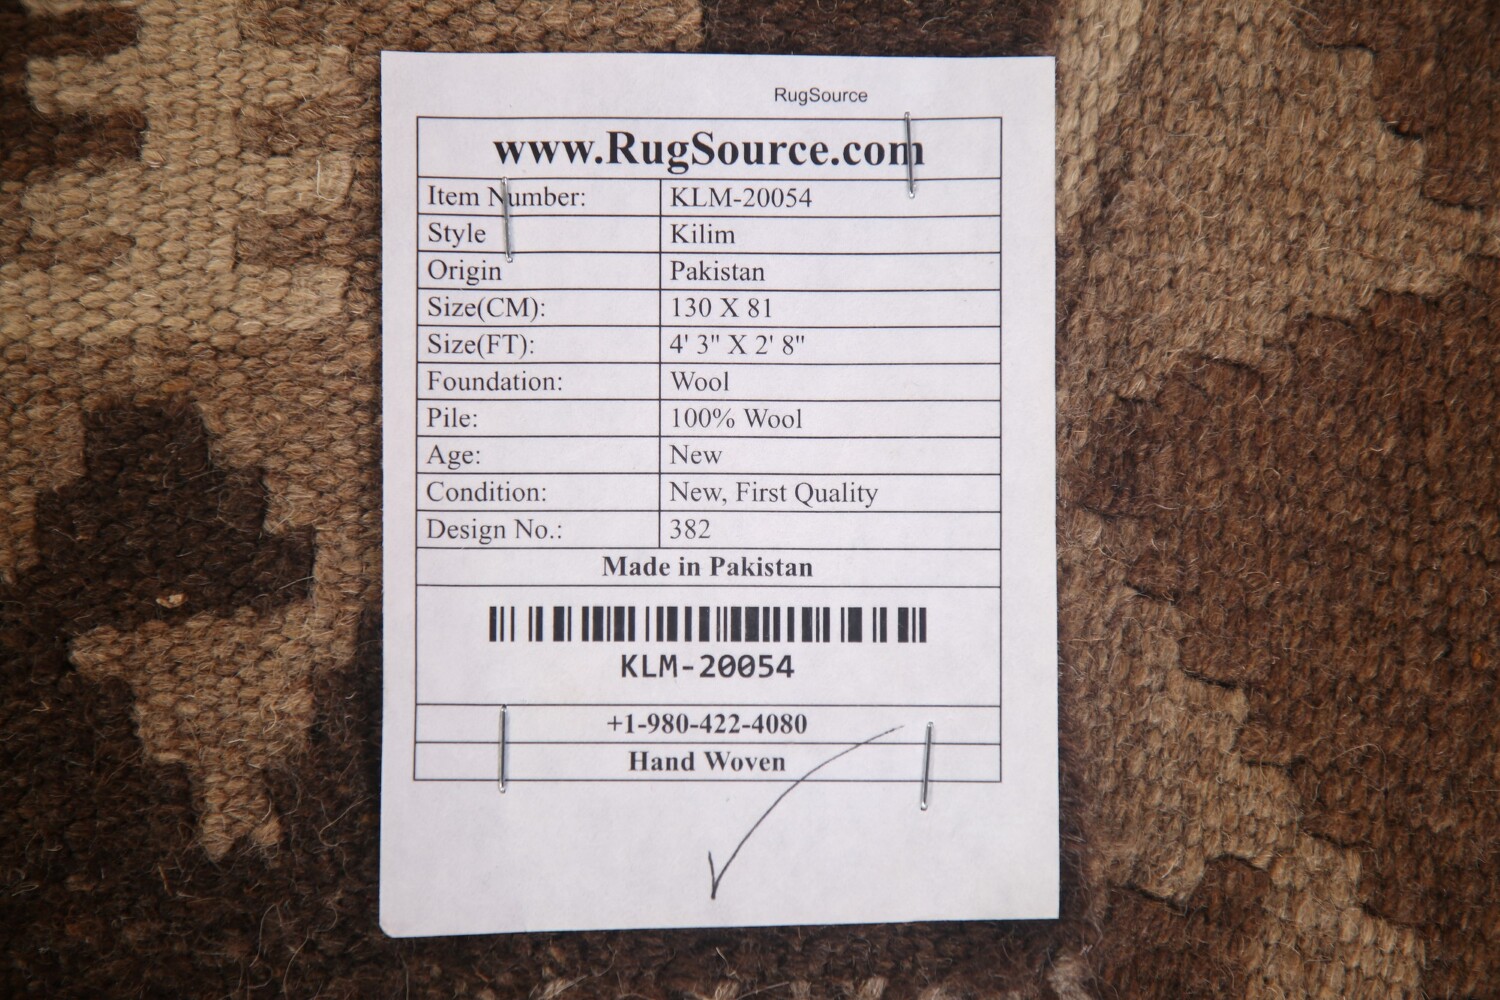 RugSource
www.RugSource.com
Item Number: KLM-20054
Style Kilim
Origin Pakistan
Size(CM): 130 X 81
Size(FT): 4' 3" X 2' 8"
Foundation: Wool
Pile: 100% Wool
Age: New
Condition: New, First Quality
Design No.: 382
Made in Pakistan
KLM-20054
+1-980-422-4080
Hand Woven